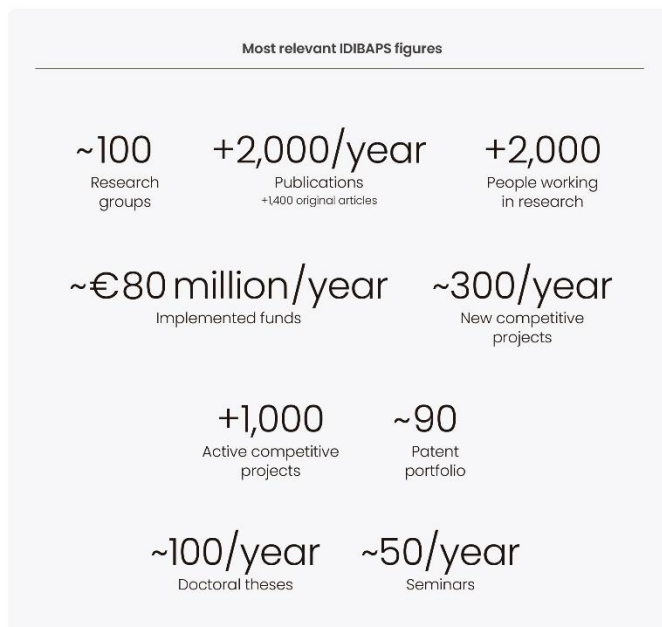 Most relevant IDIBAPS figures
~100
Research
groups
+2,000/year
Publications
+1,400 original articles
+2,000
People working
in research
~€80 million/year
Implemented funds
~300/year
New competitive
projects
+1,000
Active competitive
projects
~90
Patent
portfolio
~100/year
Doctoral theses
~50/year
Seminars